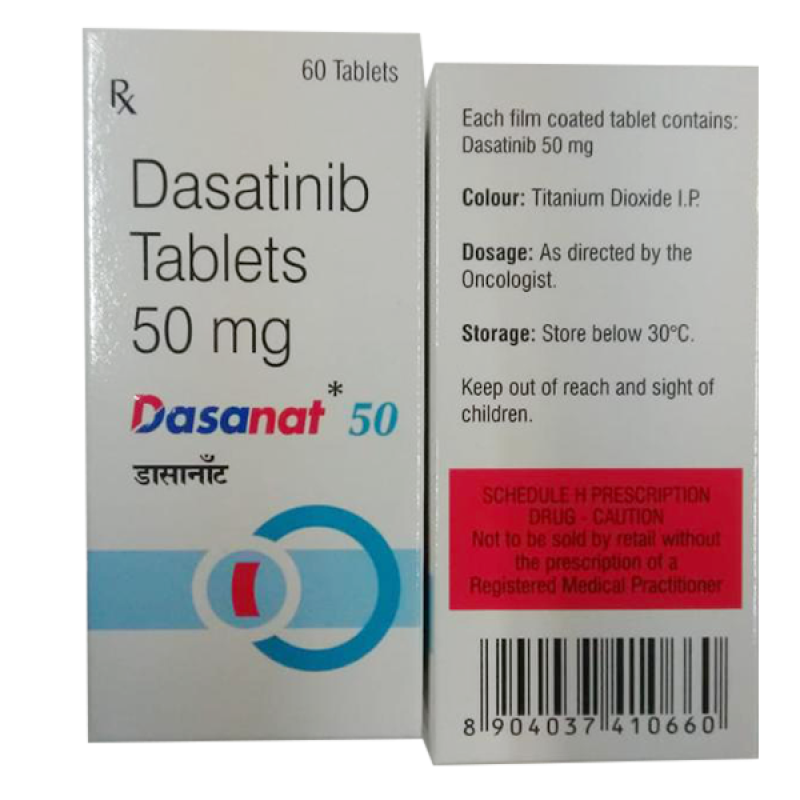 60 Tablets
Rx
Dasatinib
Tablets
50 mg
Dasanat* 50
डासानॉंट
Each film coated tablet contains:
Dasatinib 50 mg
Colour: Titanium Dioxide I.P.
Dosage: As directed by the
Oncologist.
Storage: Store below 30°C.
Keep out of reach and sight of
children.
SCHEDULE H PRESCRIPTION
DRUG - CAUTION
Not to be sold by retail without
the prescription of a
Registered Medical Practitioner
8 904037 410660